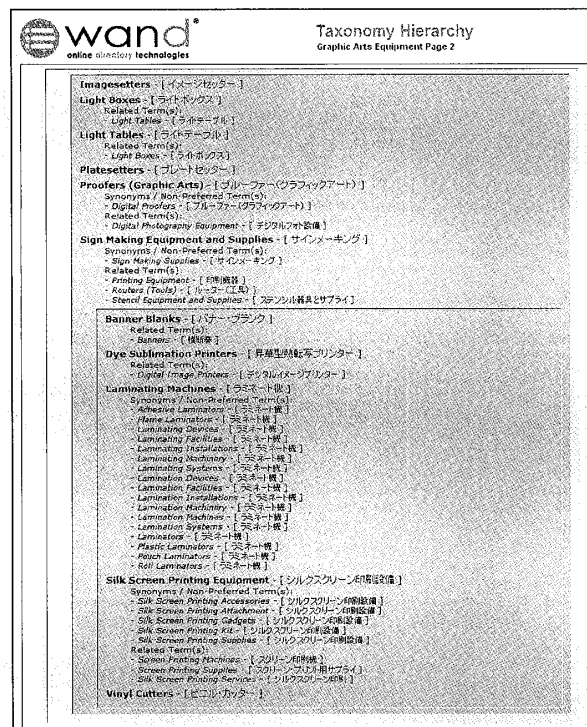 wand®
online directory technologies
Taxonomy Hierarchy
Graphic Arts Equipment Page 2
Imagesetters - [ イメージセッター ]
Light Boxes - [ ライトボックス ]
Related Term(s):
- Light Tables - [ ライトテーブル ]
Light Tables - [ ライトテーブル ]
Related Term(s):
- Light Boxes - [ ライトボックス ]
Platesetters - [ プレートセッター ]
Proofers (Graphic Arts) - [ プルーファー(グラフィックアート) ]
Synonyms / Non-Preferred Term(s):
- Digital Proofers - [ プルーファー(グラフィックアート) ]
Related Term(s):
- Digital Photography Equipment - [ デジタルフォト設備 ]
Sign Making Equipment and Supplies - [ サインメーキング ]
Synonyms / Non-Preferred Term(s):
- Sign Making Supplies - [ サインメーキング ]
Related Term(s):
- Printing Equipment - [ 印刷機器 ]
- Routers (Tools) - [ ルーター(工具) ]
- Stencil Equipment and Supplies - [ ステンシル器具とサプライ ]
Banner Blanks - [ バナー・ブランク ]
Related Term(s):
- Banners - [ 横断幕 ]
Dye Sublimation Printers - [ 昇華型熱転写プリンター ]
Related Term(s):
- Digital Image Printers - [ デジタルイメージプリンター ]
Laminating Machines - [ ラミネート機 ]
Synonyms / Non-Preferred Term(s):
- Adhesive Laminators - [ ラミネート機 ]
- Flame Laminators - [ ラミネート機 ]
- Laminating Devices - [ ラミネート機 ]
- Laminating Facilities - [ ラミネート機 ]
- Laminating Installations - [ ラミネート機 ]
- Laminating Machinery - [ ラミネート機 ]
- Laminating Systems - [ ラミネート機 ]
- Lamination Devices - [ ラミネート機 ]
- Lamination Facilities - [ ラミネート機 ]
- Lamination Installations - [ ラミネート機 ]
- Lamination Machinery - [ ラミネート機 ]
- Lamination Machines - [ ラミネート機 ]
- Lamination Systems - [ ラミネート機 ]
- Laminators - [ ラミネート機 ]
- Plastic Laminators - [ ラミネート機 ]
- Pouch Laminators - [ ラミネート機 ]
- Roll Laminators - [ ラミネート機 ]
Silk Screen Printing Equipment - [ シルクスクリーン印刷設備 ]
Synonyms / Non-Preferred Term(s):
- Silk Screen Printing Accessories - [ シルクスクリーン印刷設備 ]
- Silk Screen Printing Attachment - [ シルクスクリーン印刷設備 ]
- Silk Screen Printing Gadgets - [ シルクスクリーン印刷設備 ]
- Silk Screen Printing Kit - [ シルクスクリーン印刷設備 ]
- Silk Screen Printing Supplies - [ シルクスクリーン印刷設備 ]
Related Term(s):
- Screen Printing Machines - [ スクリーン印刷機 ]
- Screen Printing Supplies - [ スクリーン・プリント用サプライ ]
- Silk Screen Printing Services - [ シルクスクリーン印刷 ]
Vinyl Cutters - [ ビニル・カッター ]